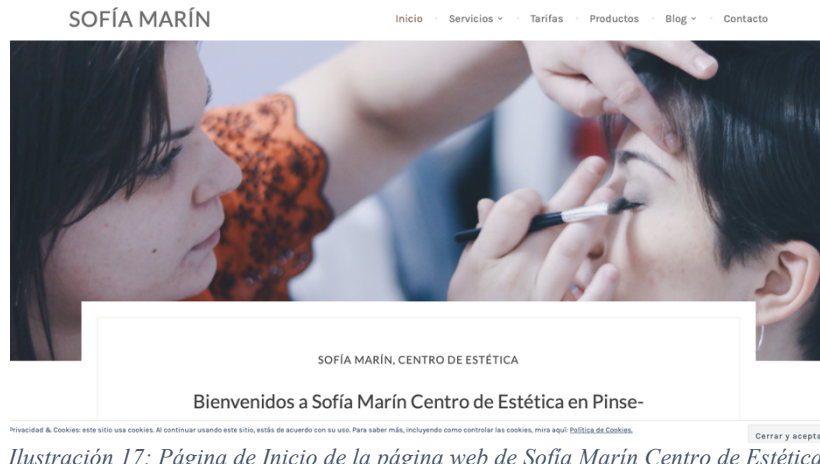 SOFÍA MARÍN
Inicio Servicios Tarifas Productos Blog Contacto
SOFÍA MARÍN, CENTRO DE ESTÉTICA
Bienvenidos a Sofía Marín Centro de Estética en Pinse-
Privacidad & Cookies: este sitio usa cookies. Al continuar usando este sitio, estás de acuerdo con su uso. Para saber más, incluyendo como controlar las cookies, mira aquí: Política de Cookies.
Cerrar y acepta
Ilustración 17: Página de Inicio de la página web de Sofía Marín Centro de Estética